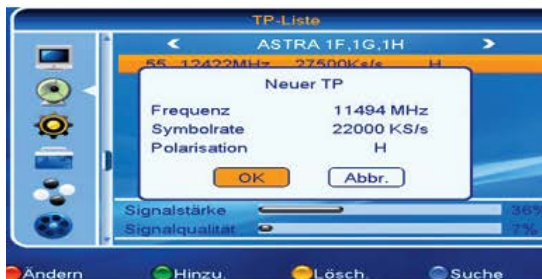 TP-Liste
ASTRA 1F,1G,1H
55 12422MHz 27500Ks/s H
Neuer TP
Frequenz 11494 MHz
Symbolrate 22000 KS/s
Polarisation H
OK Abbr.
Signalstärke 36%
Signalqualität 7%
Ändern Hinzu. Lösch. Suche